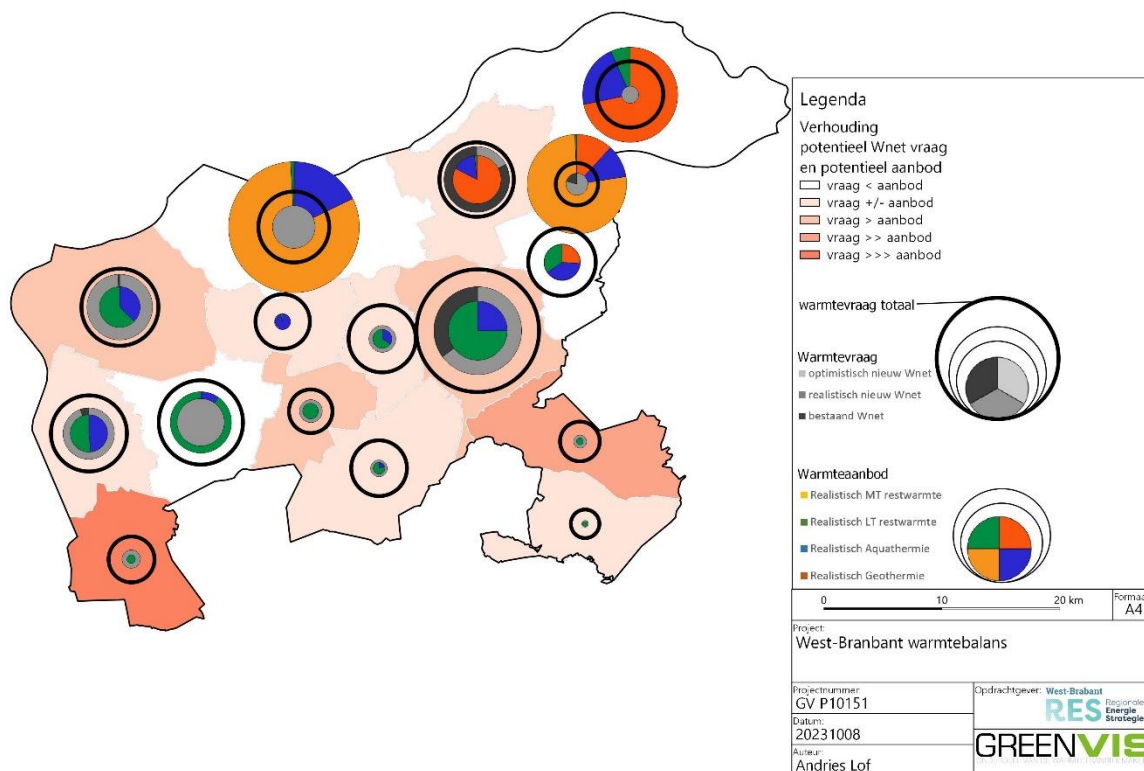 Legenda
Verhouding
potentieel Wnet vraag
en potentieel aanbod
vraag < aanbod
vraag +/- aanbod
vraag > aanbod
vraag >> aanbod
vraag >>> aanbod
warmtevraag totaal
Warmtevraag
optimistisch nieuw Wnet
realistisch nieuw Wnet
bestaand Wnet
Warmteaanbod
Realistisch MT restwarmte
Realistisch LT restwarmte
Realistisch Aquathermie
Realistisch Geothermie
0 10 20 km
Formaa
A4
Project:
West-Branbant warmtebalans
Projectnummer:
GV P10151
Datum:
20231008
Auteur:
Andries Lof
Opdrachtgever:
West-Brabant
RES Regionale
Energie
Strategie
GREENVIS